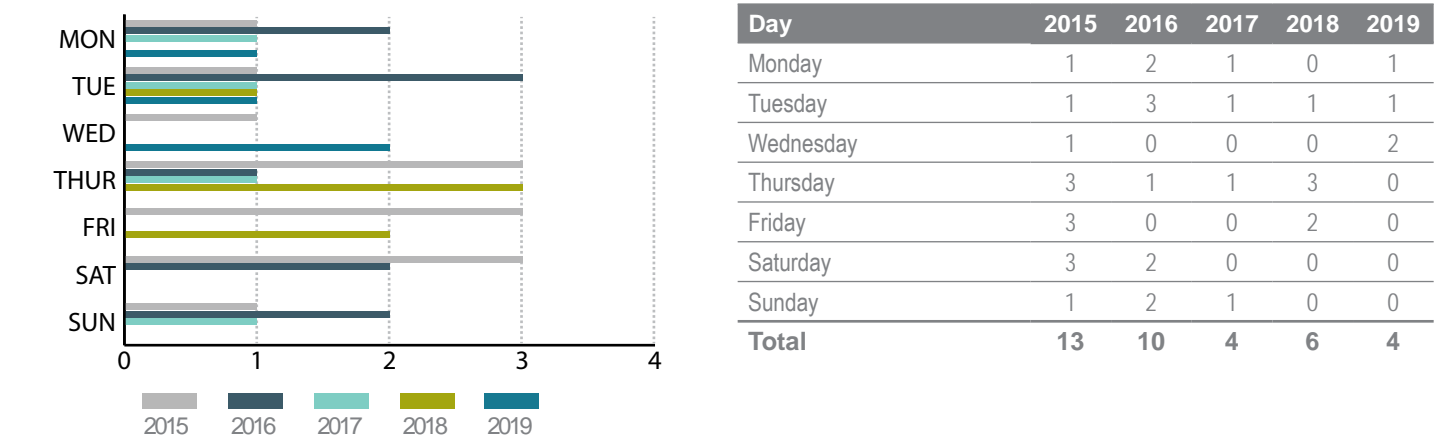 MON
TUE
WED
THUR
FRI
SAT
SUN
0 1 2 3 4
2015 2016 2017 2018 2019
Day 2015 2016 2017 2018 2019
Monday 1 2 1 0 1
Tuesday 1 3 1 1 1
Wednesday 1 0 0 0 2
Thursday 3 1 1 3 0
Friday 3 0 0 2 0
Saturday 3 2 0 0 0
Sunday 1 2 1 0 0
Total 13 10 4 6 4